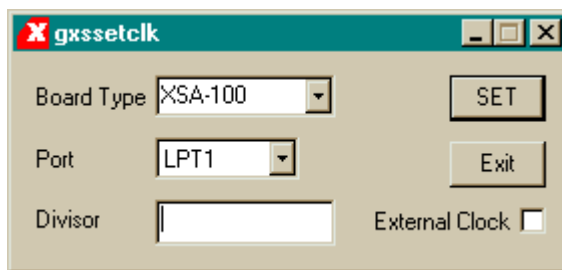 gxssetclk
Board Type XSA-100 SET
Port LPT1 Exit
Divisor External Clock